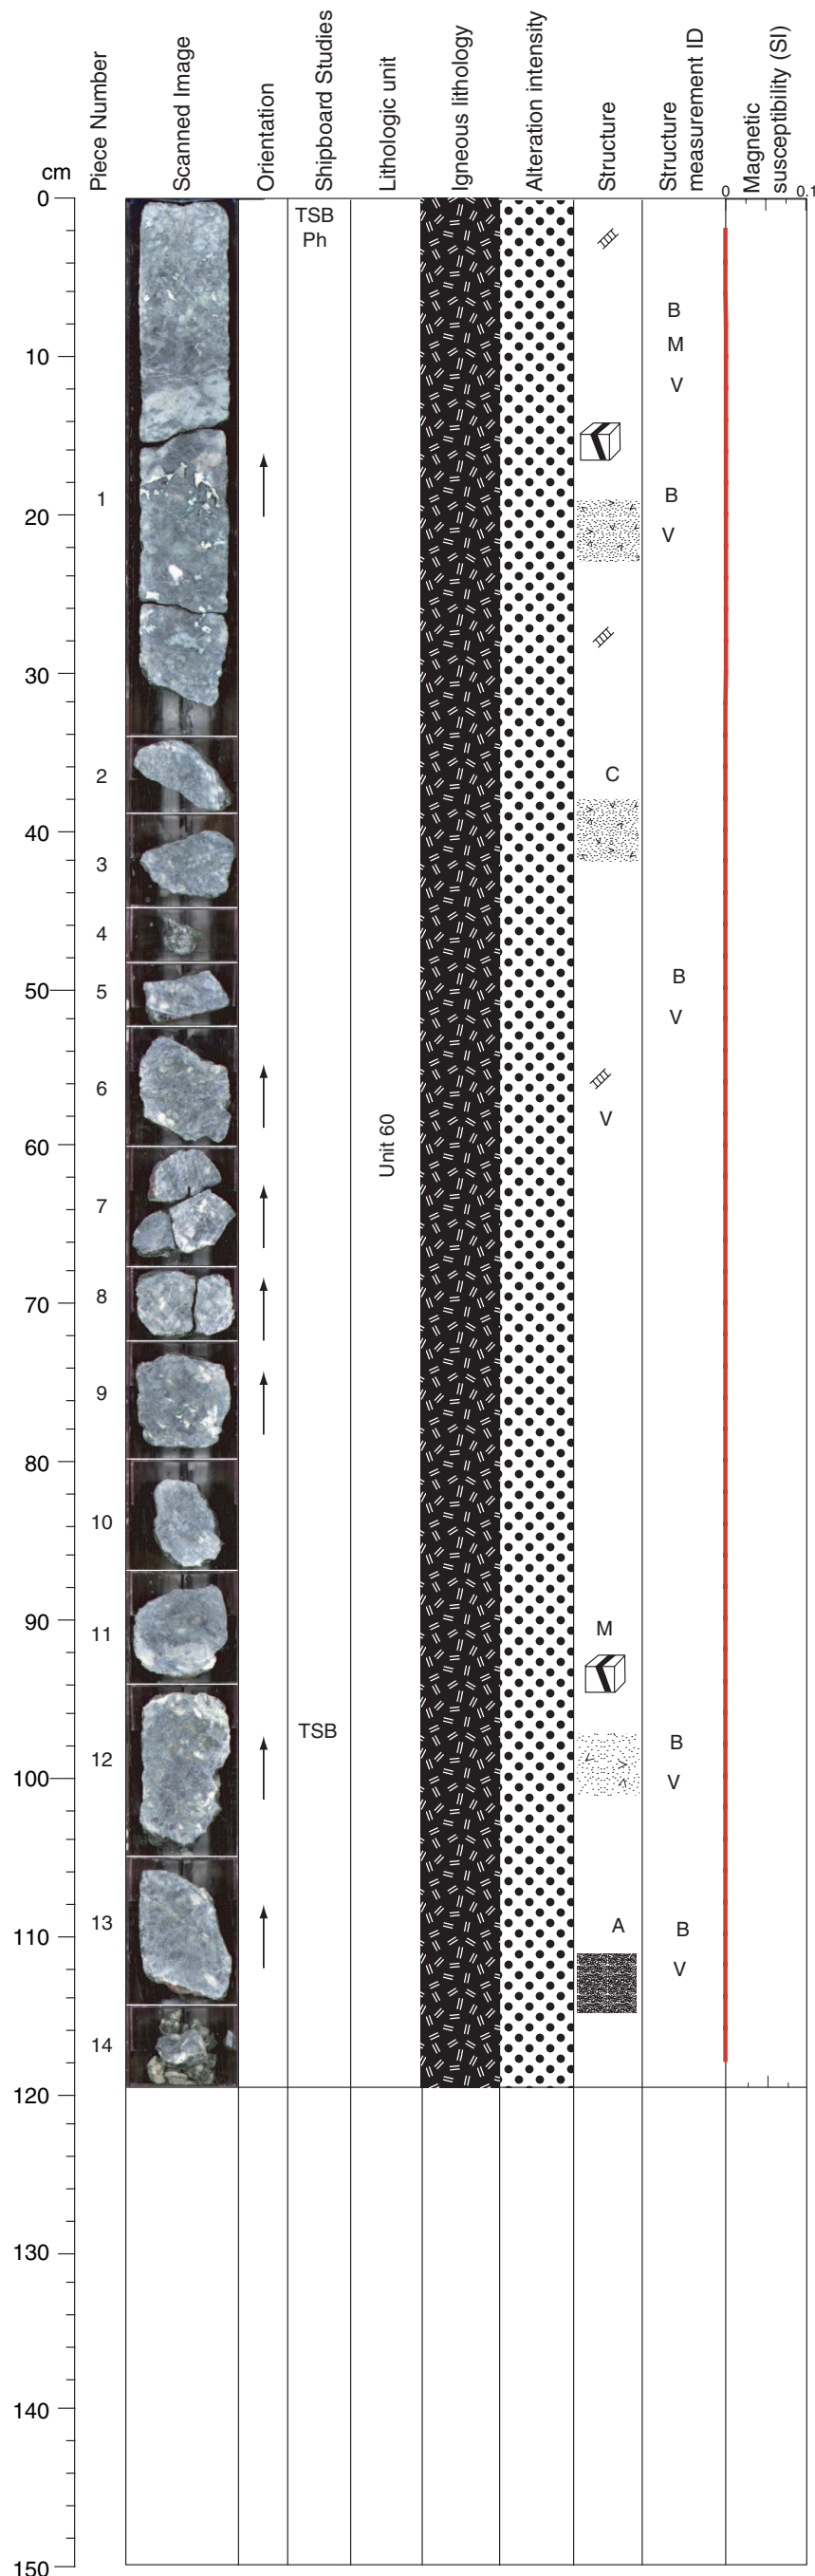 cm
Piece Number
Scanned Image
Orientation
Shipboard Studies
Lithologic unit
Igneous lithology
Alteration intensity
Structure
Structure
measurement ID
Magnetic
susceptibility (SI)
0 0.1
0
TSB
Ph
B
M
10
V
1
B
20
V
30
2
C
40
3
4
50
5
B
V
6
V
60
Unit 60
7
8
70
9
80
10
90
11
M
TSB
B
12
V
100
13
A
B
110
V
14
120
130
140
150